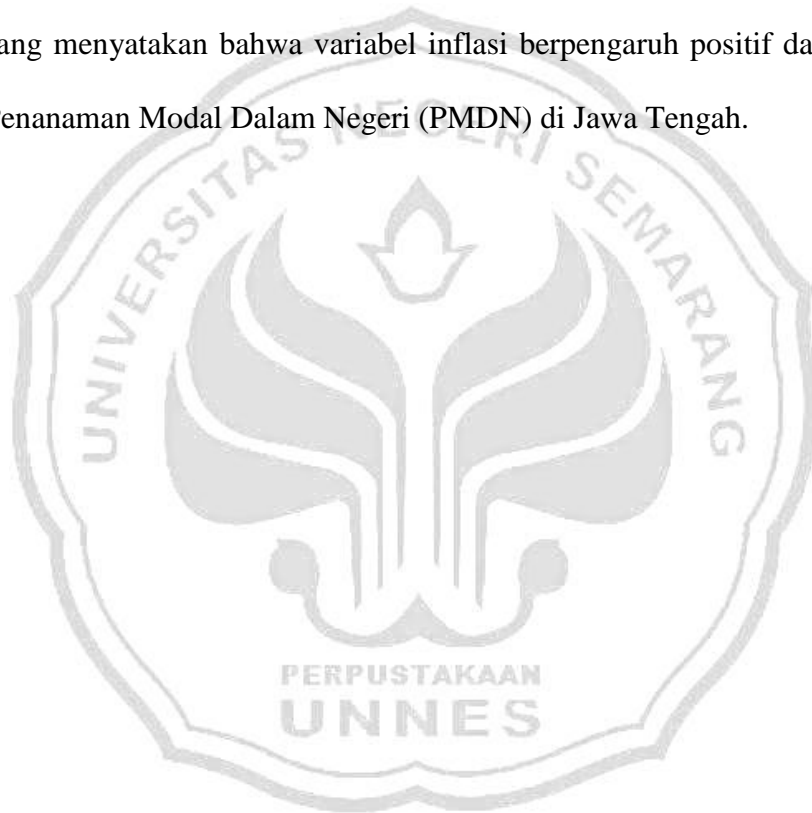 ang menyatakan bahwa variabel inflasi berpengaruh positif da
enanaman Modal Dalam Negeri (PMDN) di Jawa Tengah.
UNIVERSITAS NEGERI SEMARANG
PERPUSTAKAAN
UNNES